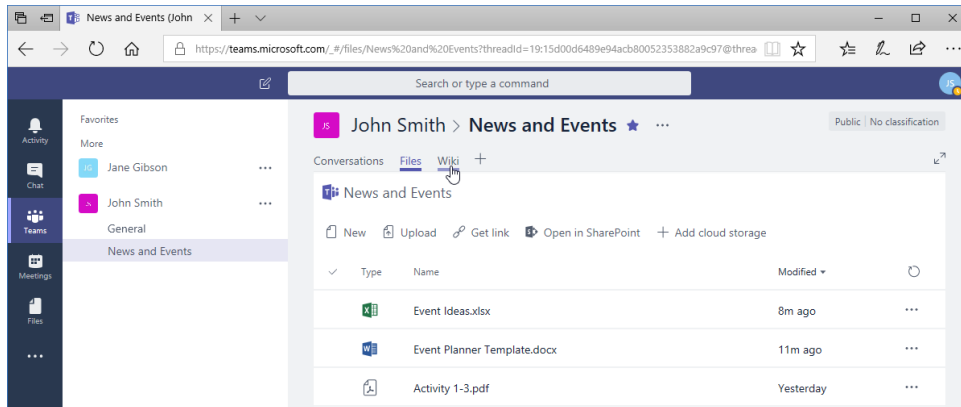 News and Events (John
https://teams.microsoft.com/_#/files/News%20and%20Events?threadId=19:15d00d6489e94acb80052353882a9c97@threa
Search or type a command
JS
Activity
Chat
Teams
Meetings
Files
Favorites
More
JG Jane Gibson
JS John Smith
General
News and Events
JS John Smith > News and Events
Public No classification
Conversations Files Wiki
News and Events
New Upload Get link Open in SharePoint Add cloud storage
Type Name Modified
Event Ideas.xlsx 8m ago
Event Planner Template.docx 11m ago
Activity 1-3.pdf Yesterday